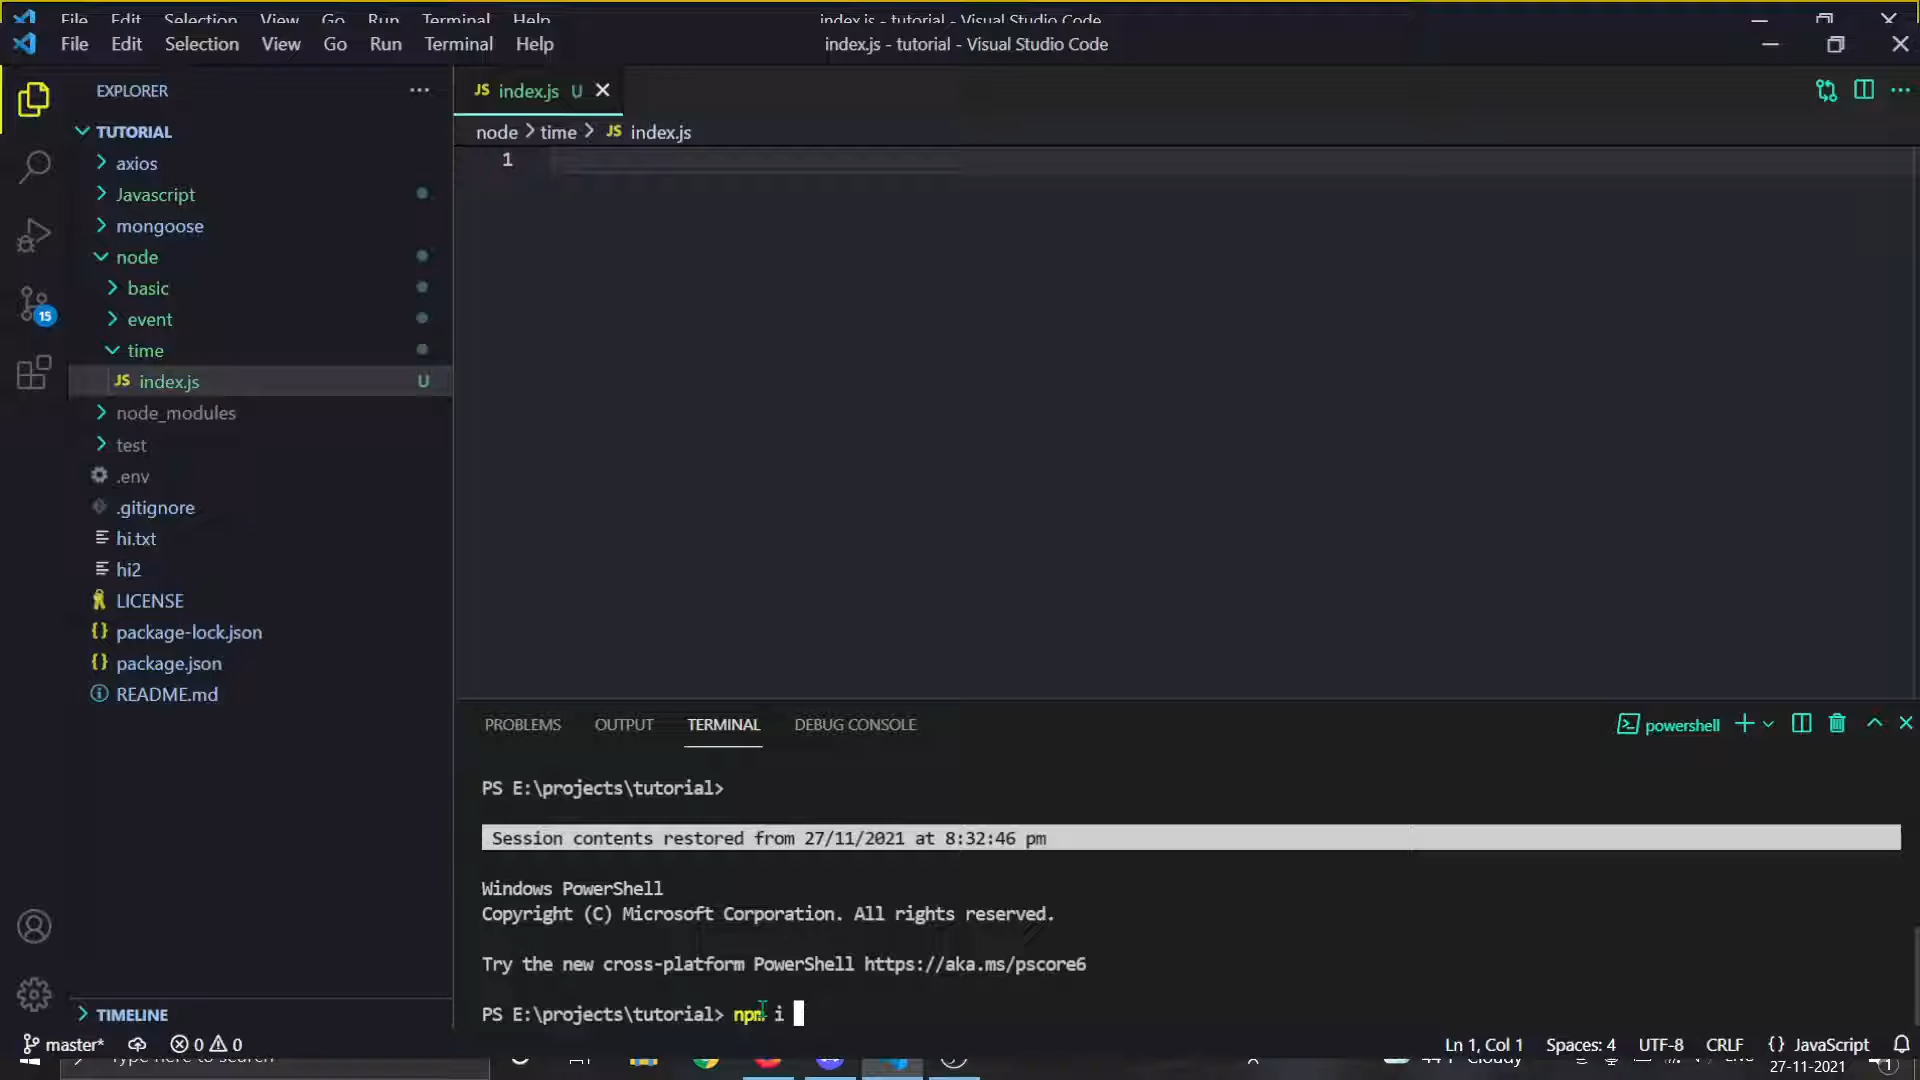 File Edit Selection View Go Run Terminal Help index.js - tutorial - Visual Studio Code
File Edit Selection View Go Run Terminal Help index.js - tutorial - Visual Studio Code
EXPLORER
JS index.js U
TUTORIAL
node > time > JS index.js
axios
1
Javascript
mongoose
node
basic
event
15
time
JS index.js U
node_modules
test
.env
.gitignore
hi.txt
hi2
LICENSE
{} package-lock.json
{} package.json
README.md
PROBLEMS OUTPUT TERMINAL DEBUG CONSOLE powershell
PS E:\projects\tutorial>
Session contents restored from 27/11/2021 at 8:32:46 pm
Windows PowerShell
Copyright (C) Microsoft Corporation. All rights reserved.
Try the new cross-platform PowerShell https://aka.ms/pscore6
PS E:\projects\tutorial> npm i
TIMELINE
master* 0 0 Ln 1, Col 1 Spaces: 4 UTF-8 CRLF {} JavaScript
Type here to search Cloudy
27-11-2021 1